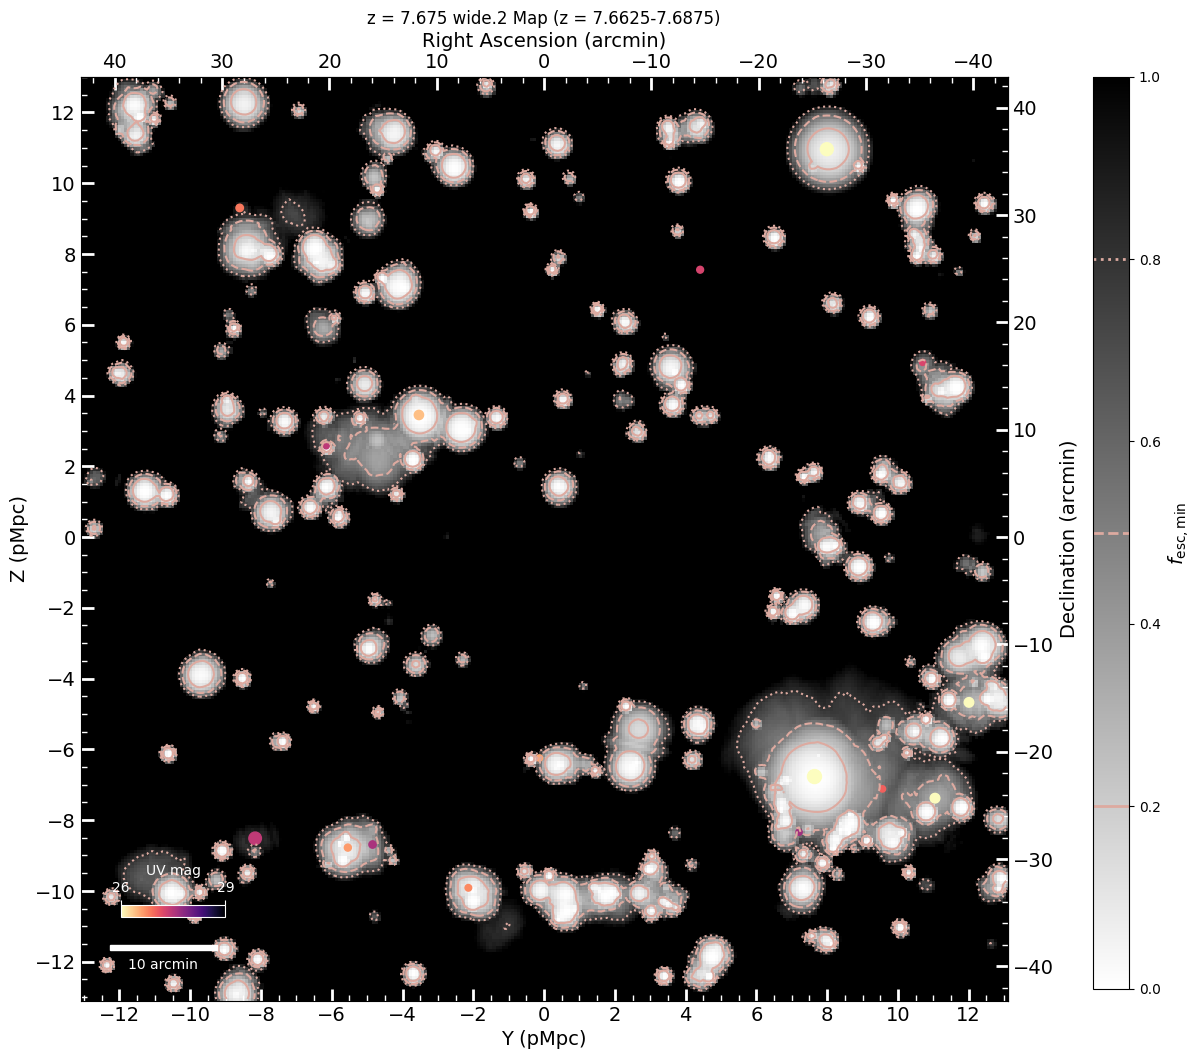 z = 7.675 wide.2 Map (z = 7.6625-7.6875)
Right Ascension (arcmin)
40 30 20 10 0 −10 −20 −30 −40
12
10
8
6
4
2
0
−2
−4
−6
−8
−10
−12
Z (pMpc)
UV mag
26 29
10 arcmin
−12 −10 −8 −6 −4 −2 0 2 4 6 8 10 12
Y (pMpc)
40
30
20
10
0
−10
−20
−30
−40
Declination (arcmin)
1.0
0.8
0.6
0.4
0.2
0.0
fesc,min